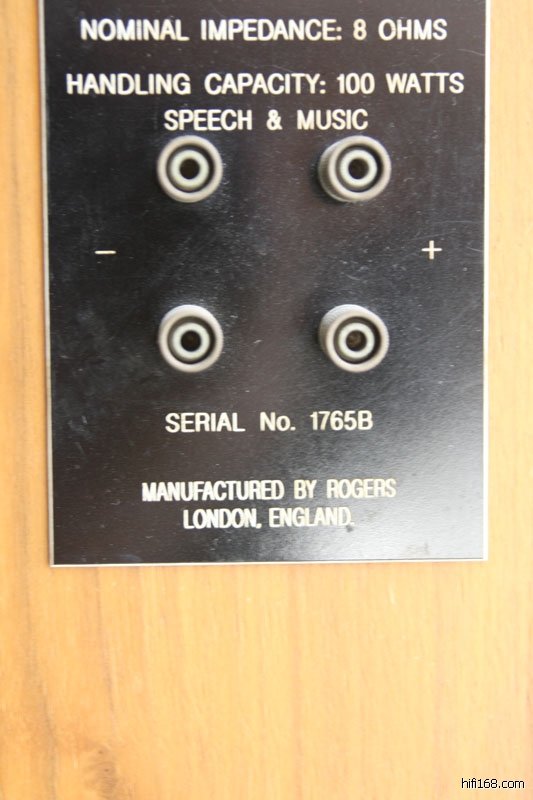 NOMINAL IMPEDANCE: 8 OHMS
HANDLING CAPACITY: 100 WATTS
SPEECH & MUSIC
− +
SERIAL No. 1765B
MANUFACTURED BY ROGERS
LONDON, ENGLAND.
hifi168.com